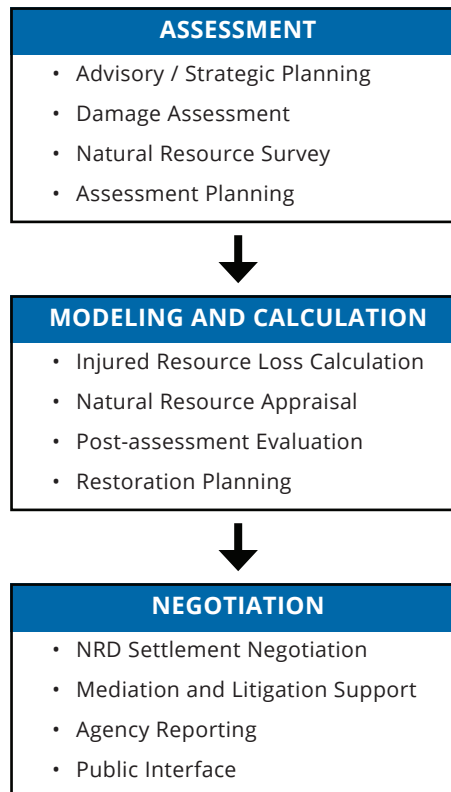 ASSESSMENT
• Advisory / Strategic Planning
• Damage Assessment
• Natural Resource Survey
• Assessment Planning
MODELING AND CALCULATION
• Injured Resource Loss Calculation
• Natural Resource Appraisal
• Post-assessment Evaluation
• Restoration Planning
NEGOTIATION
• NRD Settlement Negotiation
• Mediation and Litigation Support
• Agency Reporting
• Public Interface